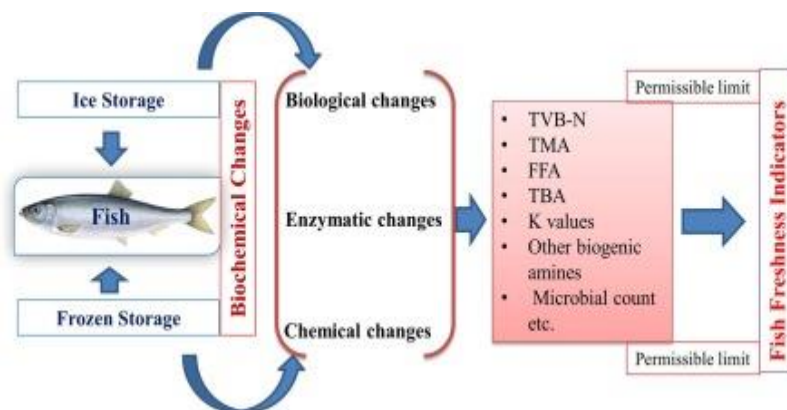 Ice Storage
Fish
Frozen Storage
Biochemical Changes
Biological changes
Enzymatic changes
Chemical changes
• TVB-N
• TMA
• FFA
• TBA
• K values
• Other biogenic
amines
• Microbial count
etc.
Permissible limit
Permissible limit
Fish Freshness Indicators